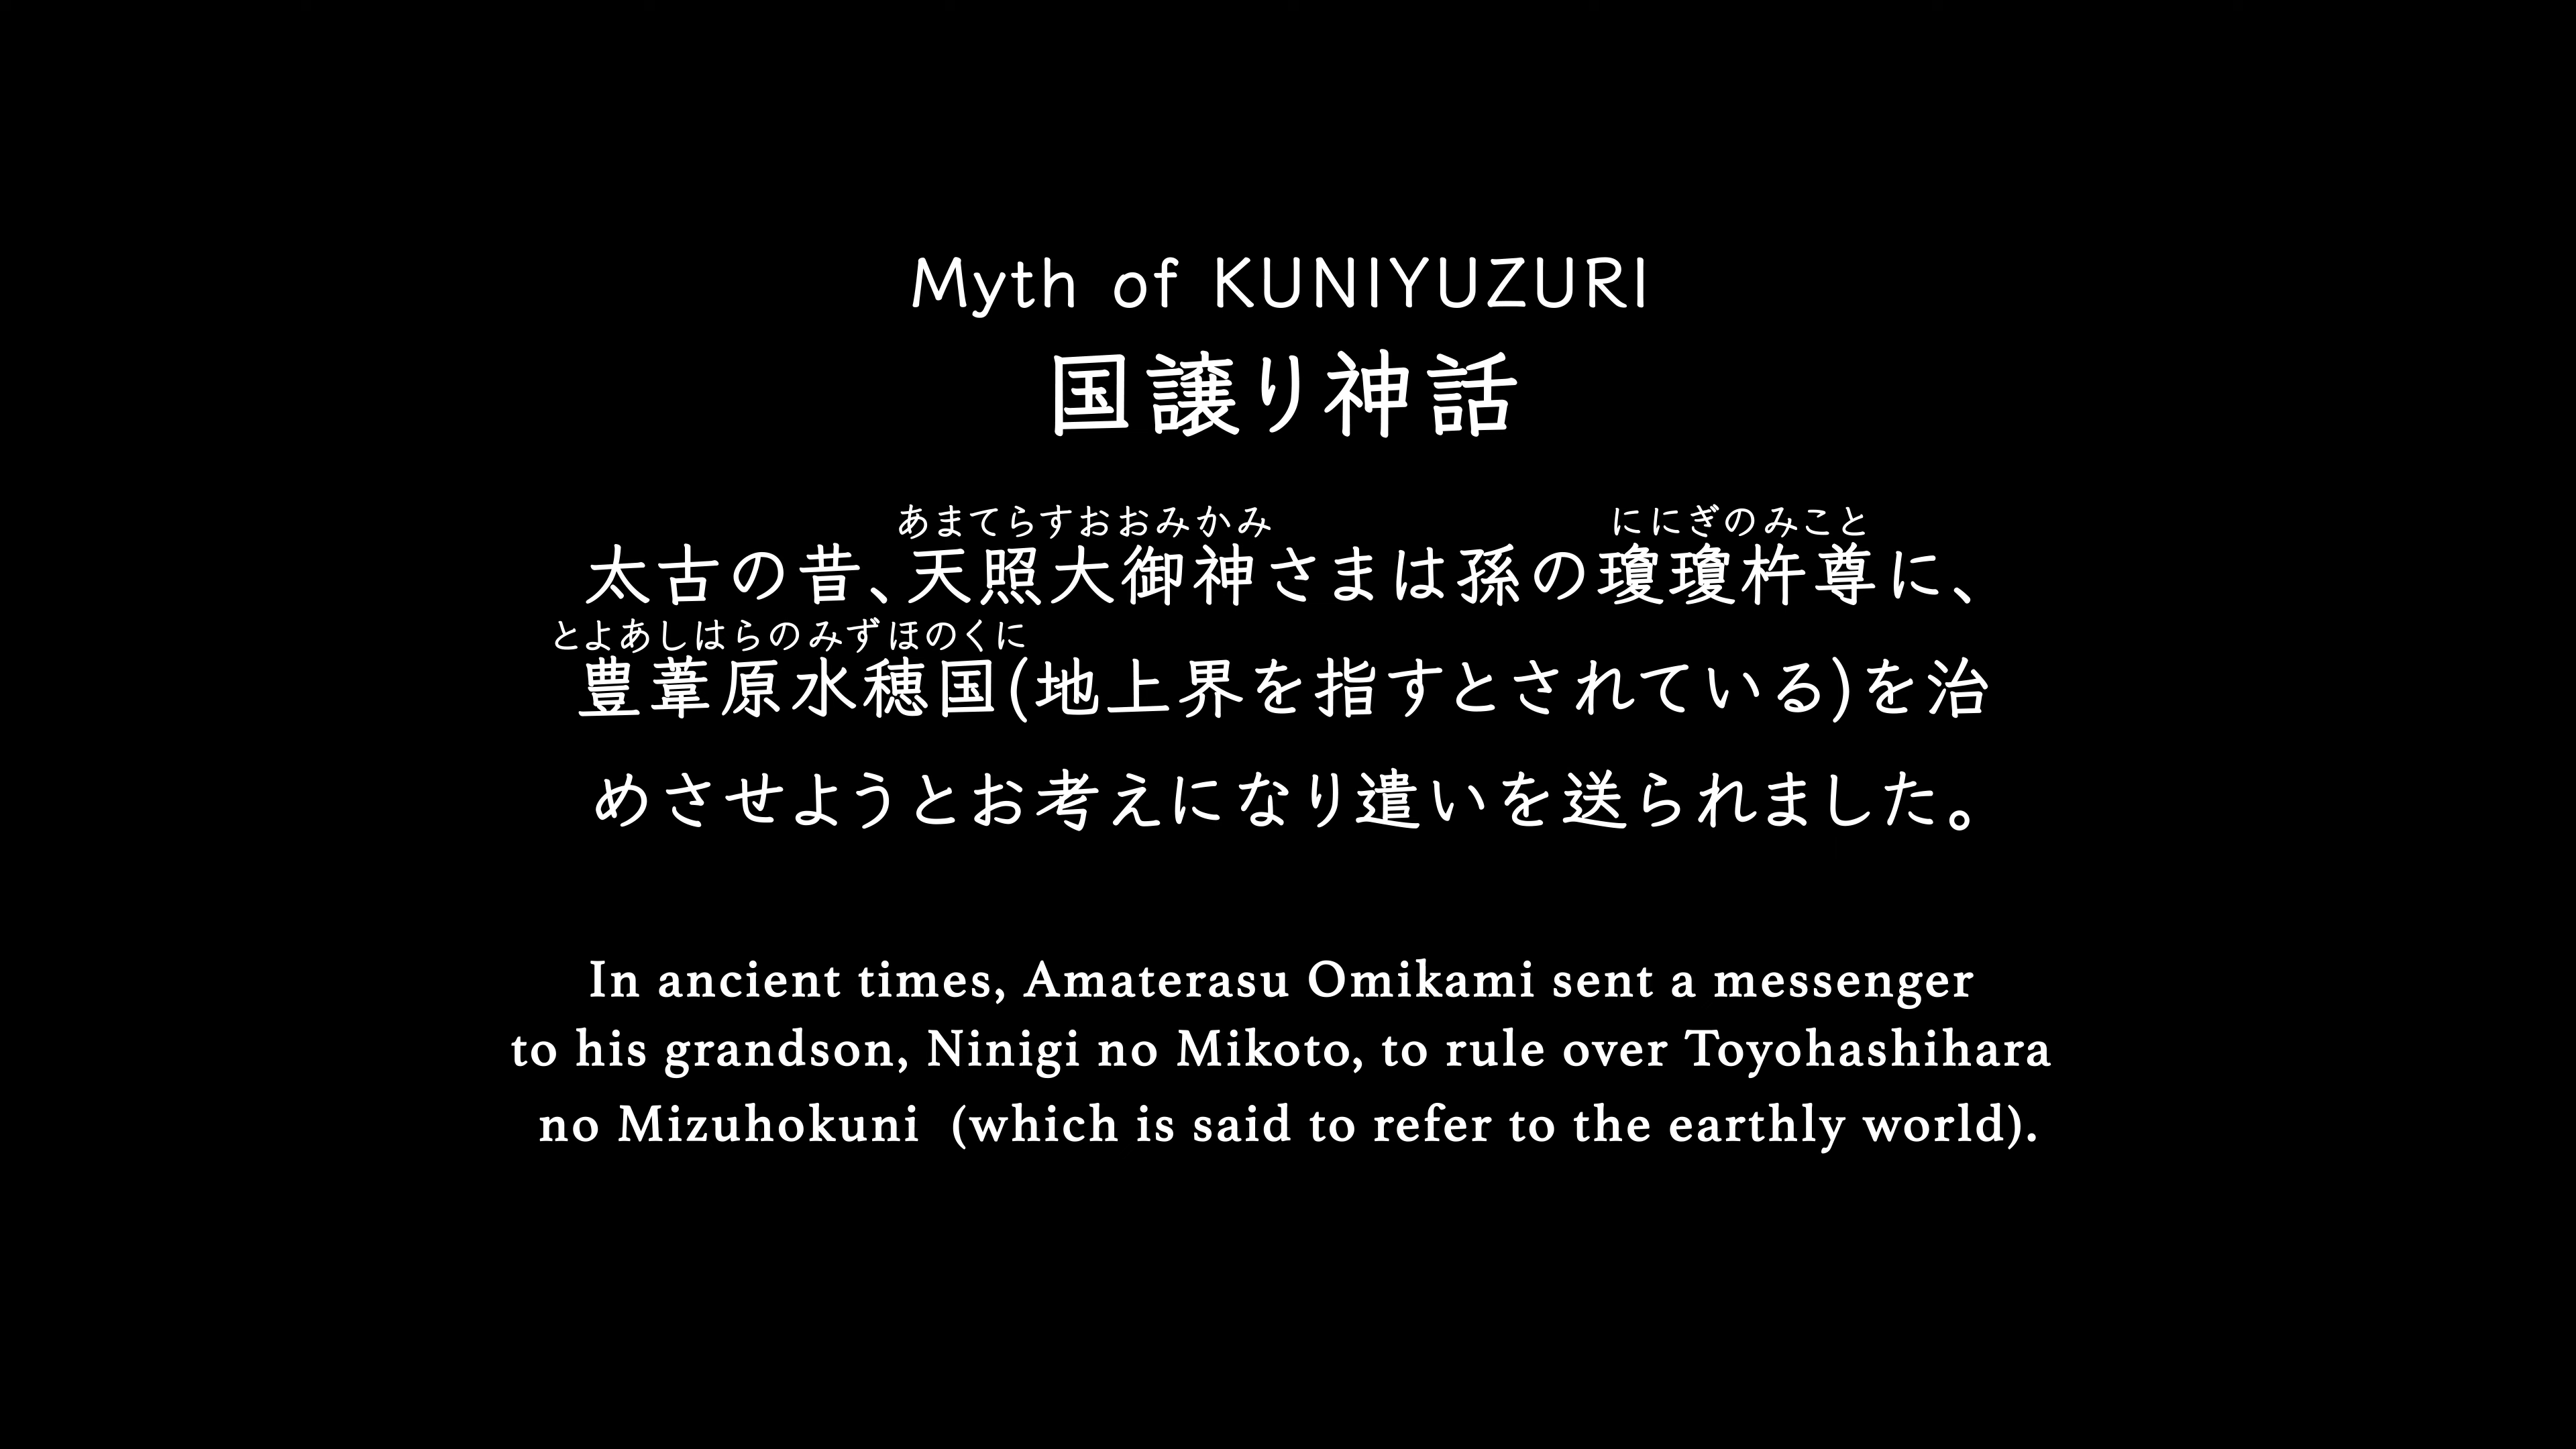 Myth of KUNIYUZURI
国譲り神話
あまてらすおおみかみ ににぎのみこと
太古の昔、天照大御神さまは孫の瓊瓊杵尊に、
とよあしはらのみずほのくに
豊葦原水穂国(地上界を指すとされている)を治
めさせようとお考えになり遣いを送られました。
In ancient times, Amaterasu Omikami sent a messenger
to his grandson, Ninigi no Mikoto, to rule over Toyohashihara
no Mizuhokuni (which is said to refer to the earthly world).